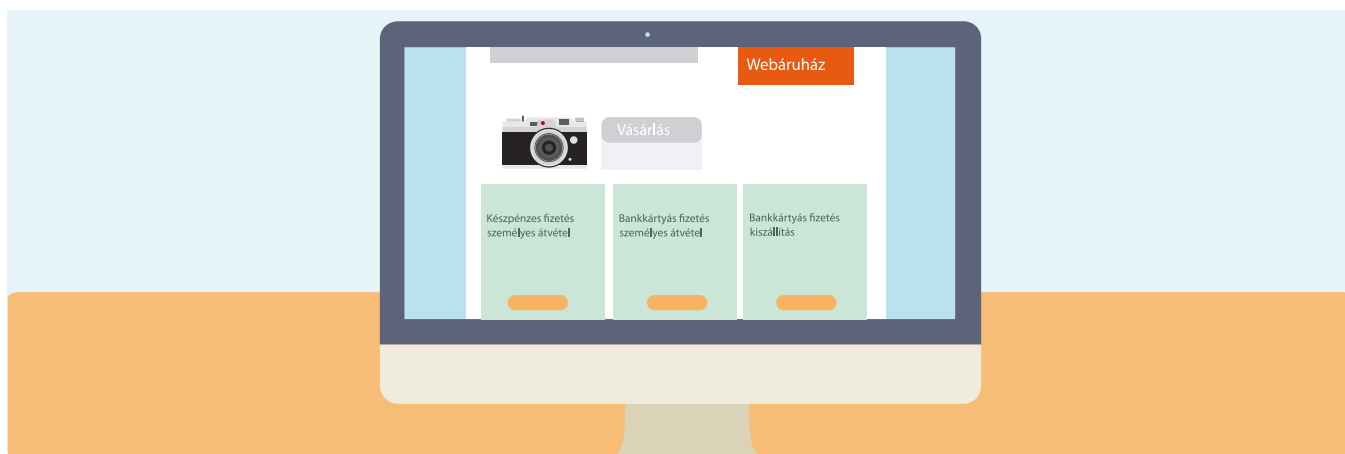 Webáruház
Vásárlás
Készpénzes fizetés
személyes átvétel
Bankkártyás fizetés
személyes átvétel
Bankkártyás fizetés
kiszállítás